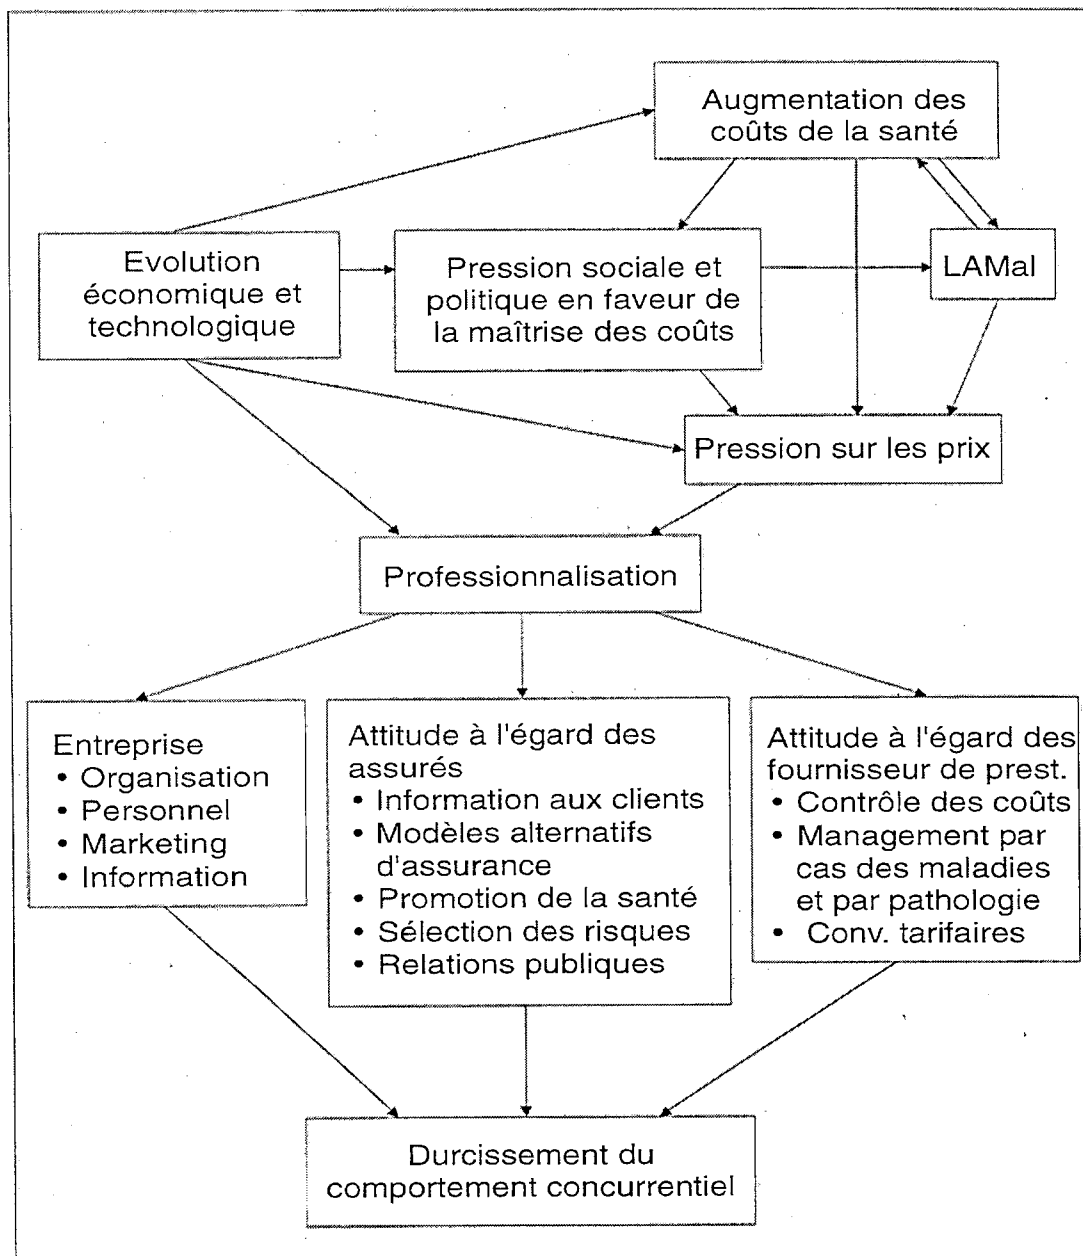 Augmentation des
coûts de la santé
Evolution
économique et
technologique
Pression sociale et
politique en faveur de
la maîtrise des coûts
LAMal
Pression sur les prix
Professionnalisation
Entreprise
• Organisation
• Personnel
• Marketing
• Information
Attitude à l'égard des
assurés
• Information aux clients
• Modèles alternatifs
d'assurance
• Promotion de la santé
• Sélection des risques
• Relations publiques
Attitude à l'égard des
fournisseur de prest.
• Contrôle des coûts
• Management par
cas des maladies
et par pathologie
• Conv. tarifaires
Durcissement du
comportement concurrentiel